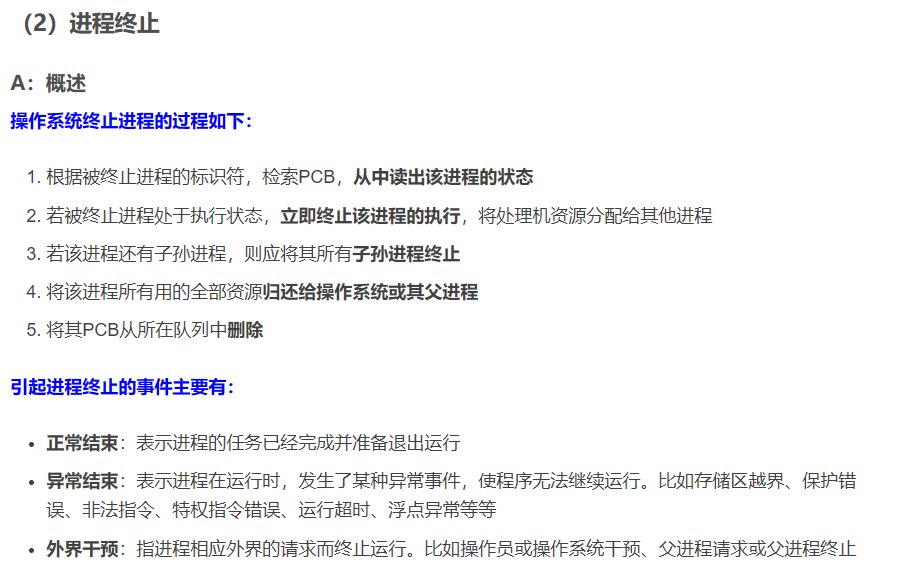 （2）进程终止
A：概述
操作系统终止进程的过程如下：
1. 根据被终止进程的标识符，检索PCB，从中读出该进程的状态
2. 若被终止进程处于执行状态，立即终止该进程的执行，将处理机资源分配给其他进程
3. 若该进程还有子孙进程，则应将其所有子孙进程终止
4. 将该进程所有用的全部资源归还给操作系统或其父进程
5. 将其PCB从所在队列中删除
引起进程终止的事件主要有：
• 正常结束：表示进程的任务已经完成并准备退出运行
• 异常结束：表示进程在运行时，发生了某种异常事件，使程序无法继续运行。比如存储区越界、保护错
误、非法指令、特权指令错误、运行超时、浮点异常等等
• 外界干预：指进程相应外界的请求而终止运行。比如操作员或操作系统干预、父进程请求或父进程终止